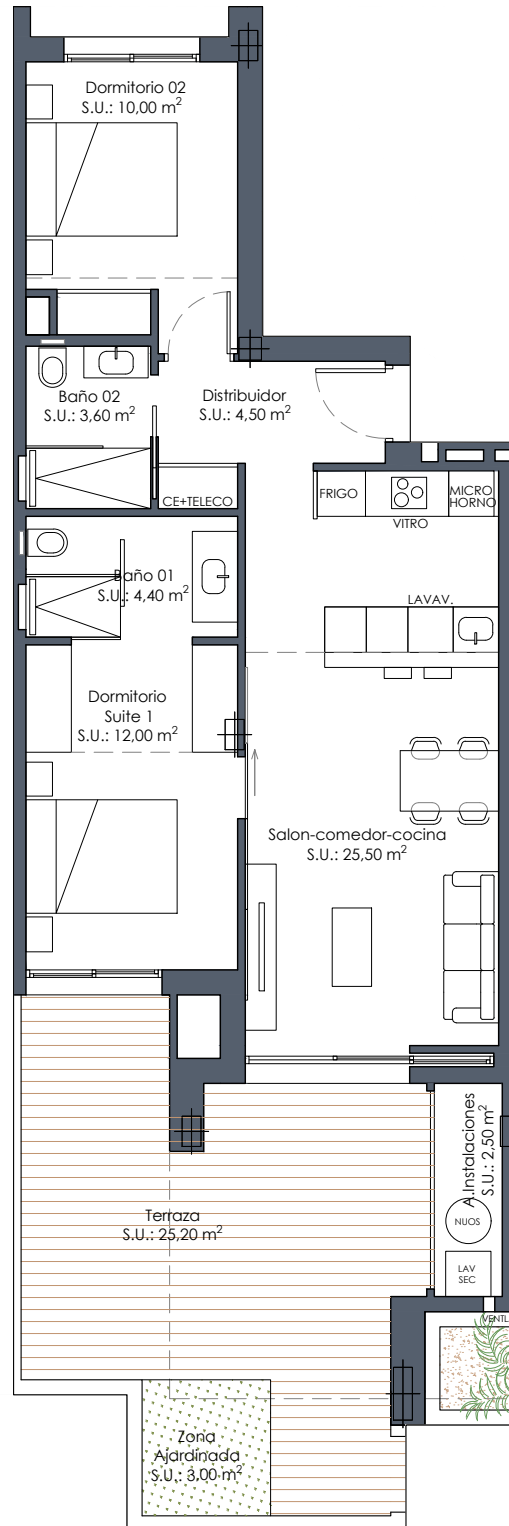 Dormitorio 02
S.U.: 10,00 m²
Baño 02
S.U.: 3,60 m²
Distribuidor
S.U.: 4,50 m²
CE+TELECO
FRIGO
VITRO
MICRO
HORNO
Baño 01
S.U.: 4,40 m²
LAVAV.
Dormitorio
Suite 1
S.U.: 12,00 m²
Salon-comedor-cocina
S.U.: 25,50 m²
A.Instalaciones
S.U.: 2,50 m²
Terraza
S.U.: 25,20 m²
NUOS
LAV
SEC
VENTL
Zona
Ajardinada
S.U.: 3,00 m²